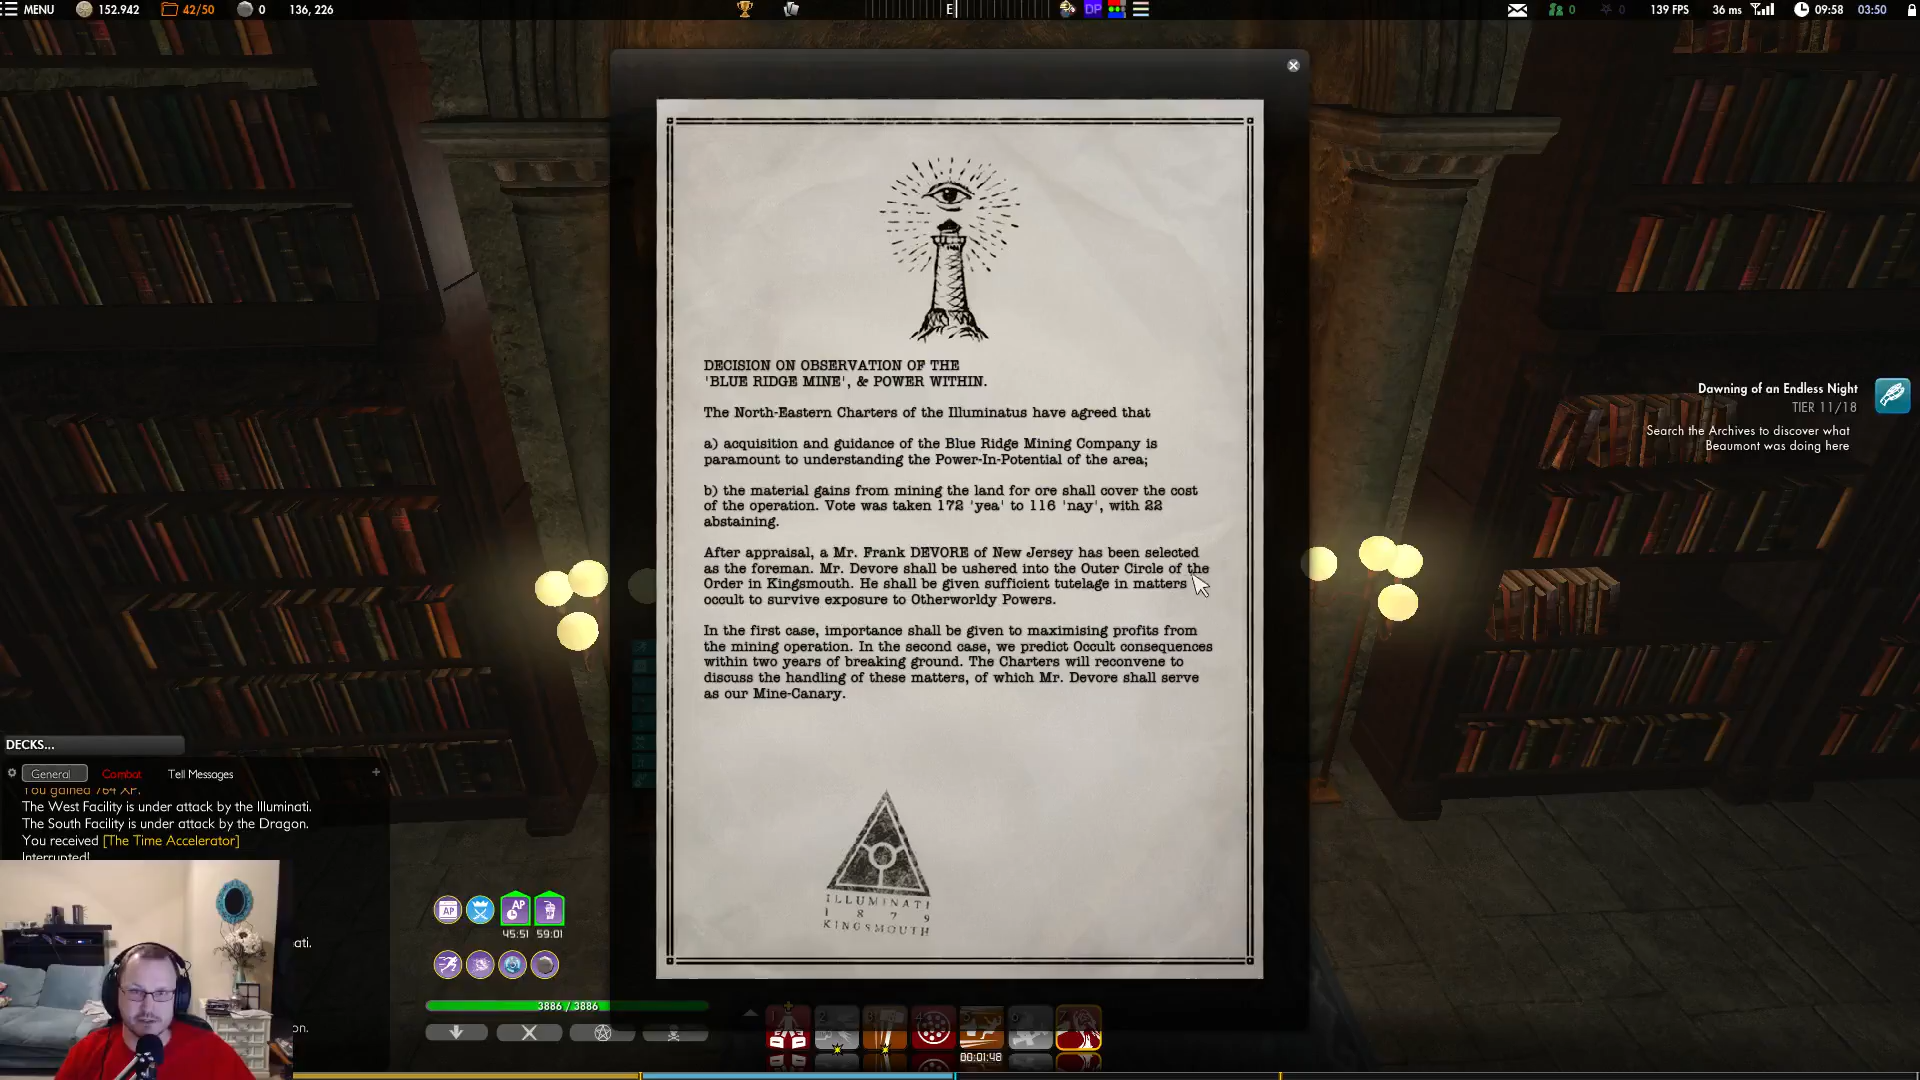 MENU 152.942 42/50 0 136, 226
E
DP
0 0 139 FPS 36 ms 09:58 03:50
DECISION ON OBSERVATION OF THE
'BLUE RIDGE MINE', & POWER WITHIN.
The North-Eastern Charters of the Illuminatus have agreed that
a) acquisition and guidance of the Blue Ridge Mining Company is
paramount to understanding the Power-In-Potential of the area;
b) the material gains from mining the land for ore shall cover the cost
of the operation. Vote was taken 172 'yea' to 116 'nay', with 22
abstaining.
After appraisal, a Mr. Frank DEVORE of New Jersey has been selected
as the foreman. Mr. Devore shall be ushered into the Outer Circle of the
Order in Kingsmouth. He shall be given sufficient tutelage in matters
occult to survive exposure to Otherworldy Powers.
In the first case, importance shall be given to maximising profits from
the mining operation. In the second case, we predict Occult consequences
within two years of breaking ground. The Charters will reconvene to
discuss the handling of these matters, of which Mr. Devore shall serve
as our Mine-Canary.
ILLUMINATI
1 8 7 9
KINGSMOUTH
Dawning of an Endless Night
TIER 11/18
Search the Archives to discover what
Beaumont was doing here
DECKS...
General Combat Tell Messages
You gained 764 XP.
The West Facility is under attack by the Illuminati.
The South Facility is under attack by the Dragon.
You received [The Time Accelerator]
Interrupted!
ati.
on.
AP AP
45:51 59:01
3886 / 3886
00:01:48